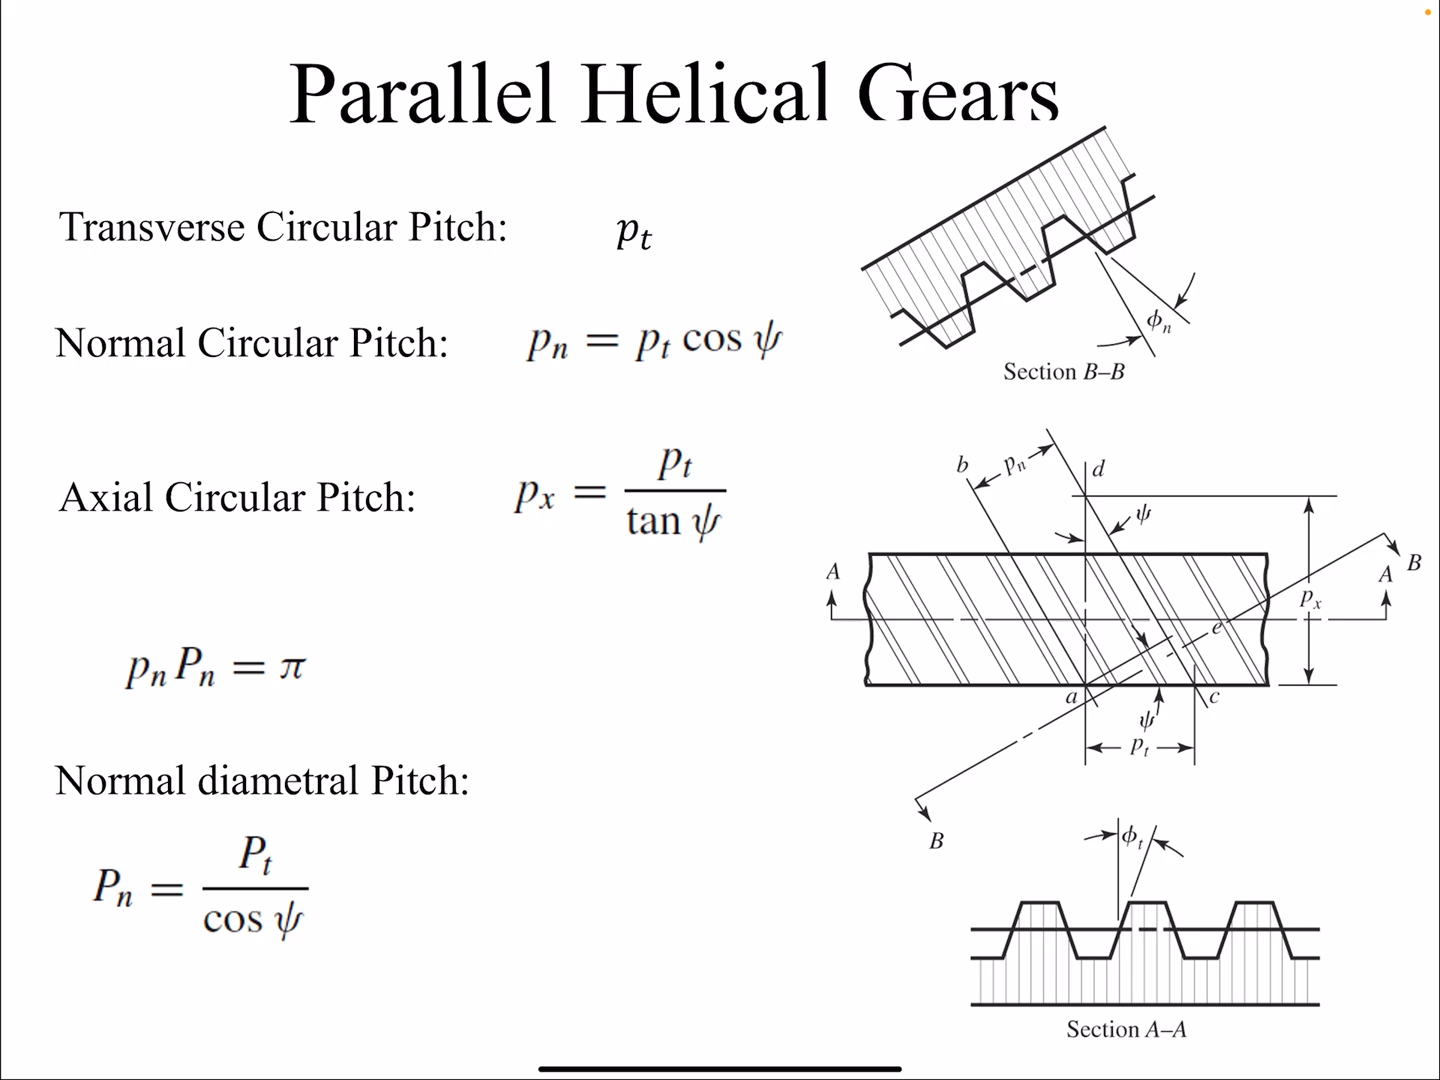 Parallel Helical Gears
Transverse Circular Pitch: p_t
Normal Circular Pitch: p_n = p_t cos ψ
Axial Circular Pitch: p_x = p_t / tan ψ
p_n P_n = π
Normal diametral Pitch:
P_n = P_t / cos ψ
ϕ_n
Section B–B
b
p_n
d
ψ
A
B
A
p_x
e
a
c
ψ
p_t
B
ϕ_t
Section A–A